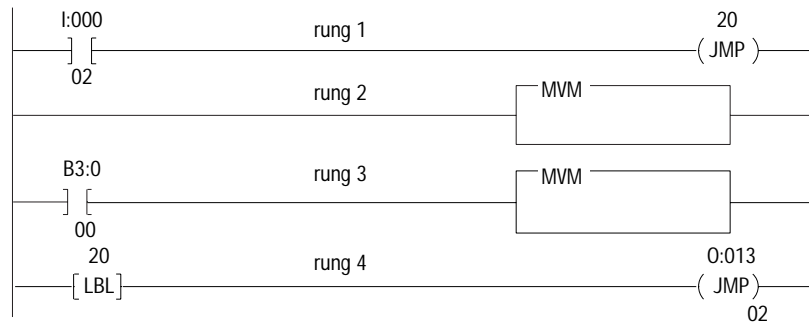 I:000 rung 1 20
] [ ( JMP )
02
rung 2 MVM
B3:0 rung 3 MVM
] [
00
20 rung 4 O:013
[ LBL ] ( JMP )
02